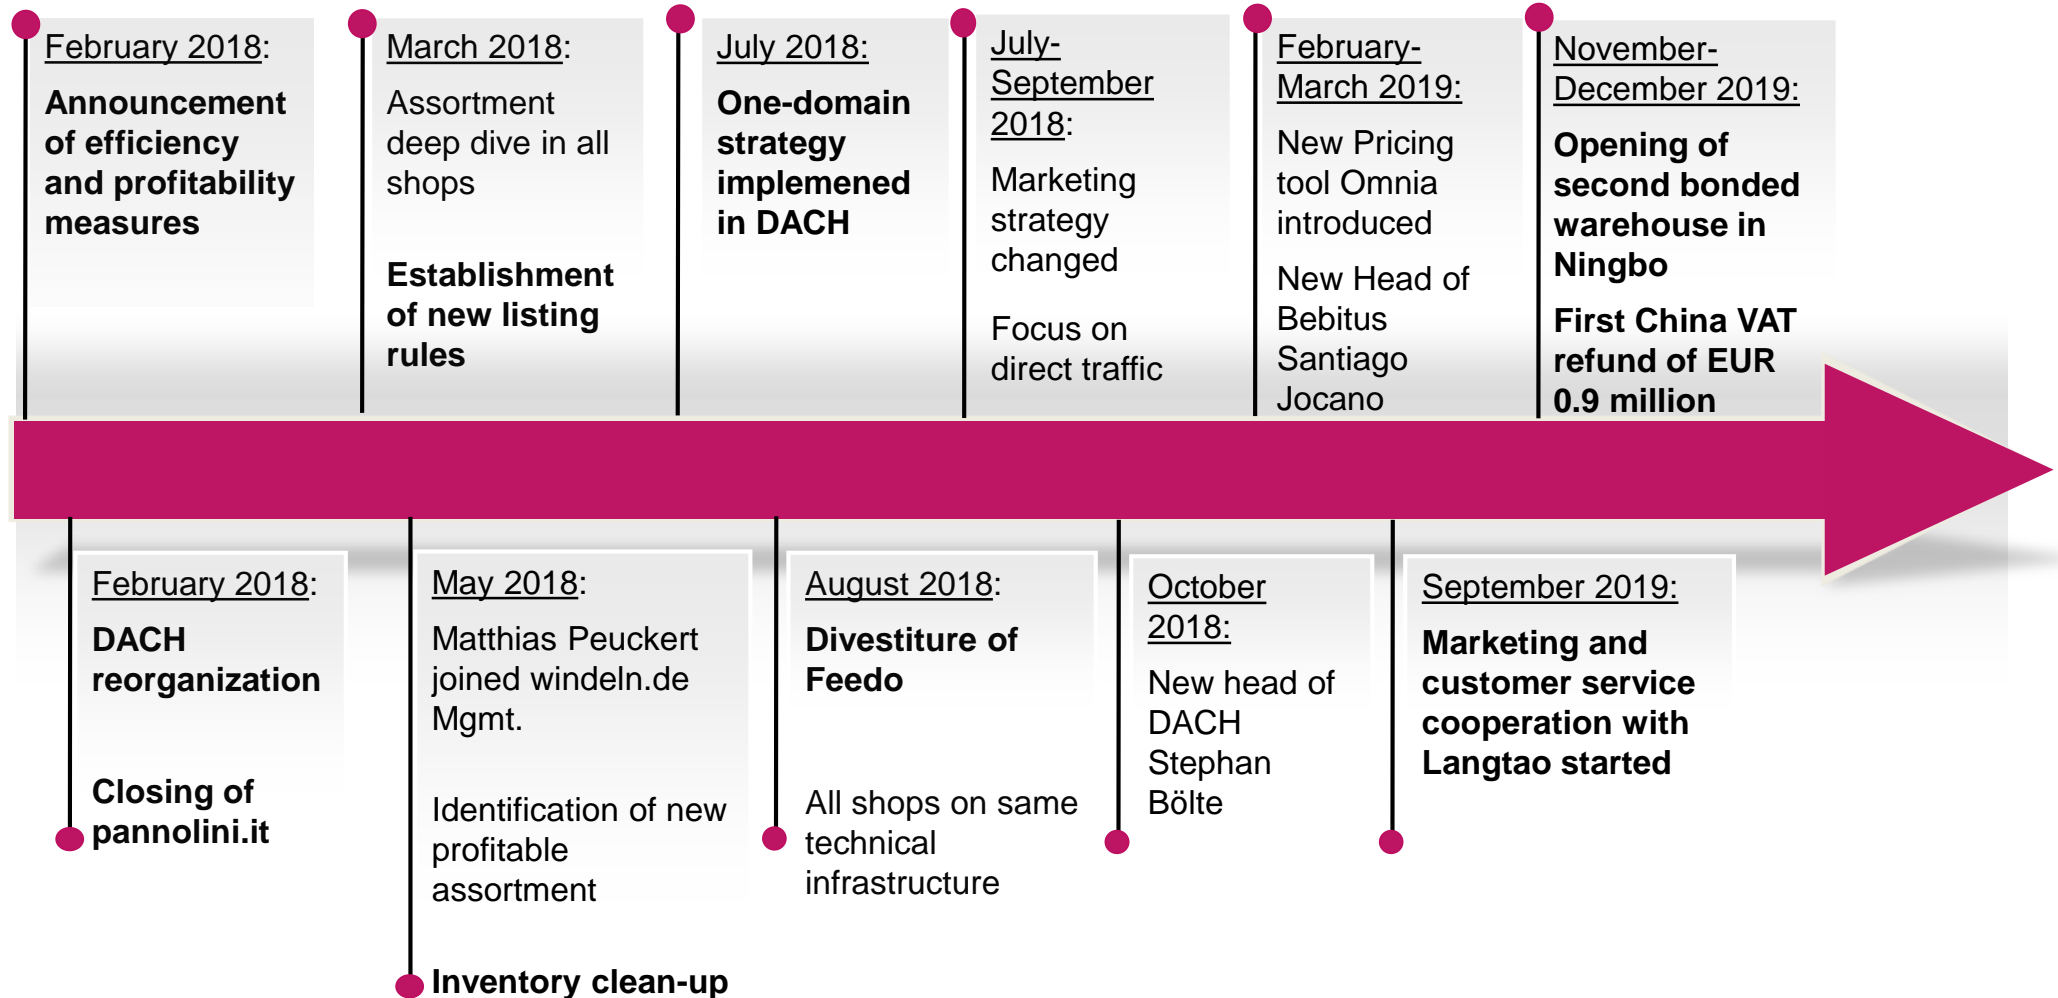 February 2018:
Announcement
of efficiency
and profitability
measures
March 2018:
Assortment
deep dive in all
shops
Establishment
of new listing
rules
July 2018:
One-domain
strategy
implemened
in DACH
July-
September
2018:
Marketing
strategy
changed
Focus on
direct traffic
February-
March 2019:
New Pricing
tool Omnia
introduced
New Head of
Bebitus
Santiago
Jocano
November-
December 2019:
Opening of
second bonded
warehouse in
Ningbo
First China VAT
refund of EUR
0.9 million
February 2018:
DACH
reorganization
Closing of
pannolini.it
May 2018:
Matthias Peuckert
joined windeln.de
Mgmt.
Identification of new
profitable
assortment
Inventory clean-up
August 2018:
Divestiture of
Feedo
All shops on same
technical
infrastructure
October
2018:
New head of
DACH
Stephan
Bölte
September 2019:
Marketing and
customer service
cooperation with
Langtao started